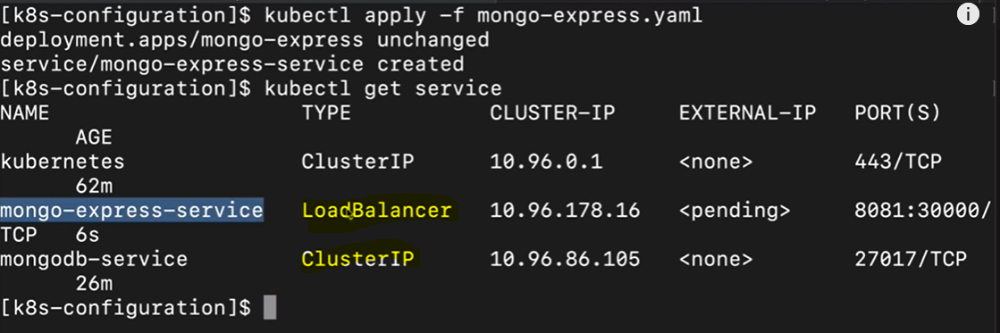 [k8s-configuration]$ kubectl apply -f mongo-express.yaml
deployment.apps/mongo-express unchanged
service/mongo-express-service created
[k8s-configuration]$ kubectl get service
NAME TYPE CLUSTER-IP EXTERNAL-IP PORT(S)
AGE
kubernetes ClusterIP 10.96.0.1 <none> 443/TCP
62m
mongo-express-service LoadBalancer 10.96.178.16 <pending> 8081:30000/
TCP 6s
mongodb-service ClusterIP 10.96.86.105 <none> 27017/TCP
26m
[k8s-configuration]$